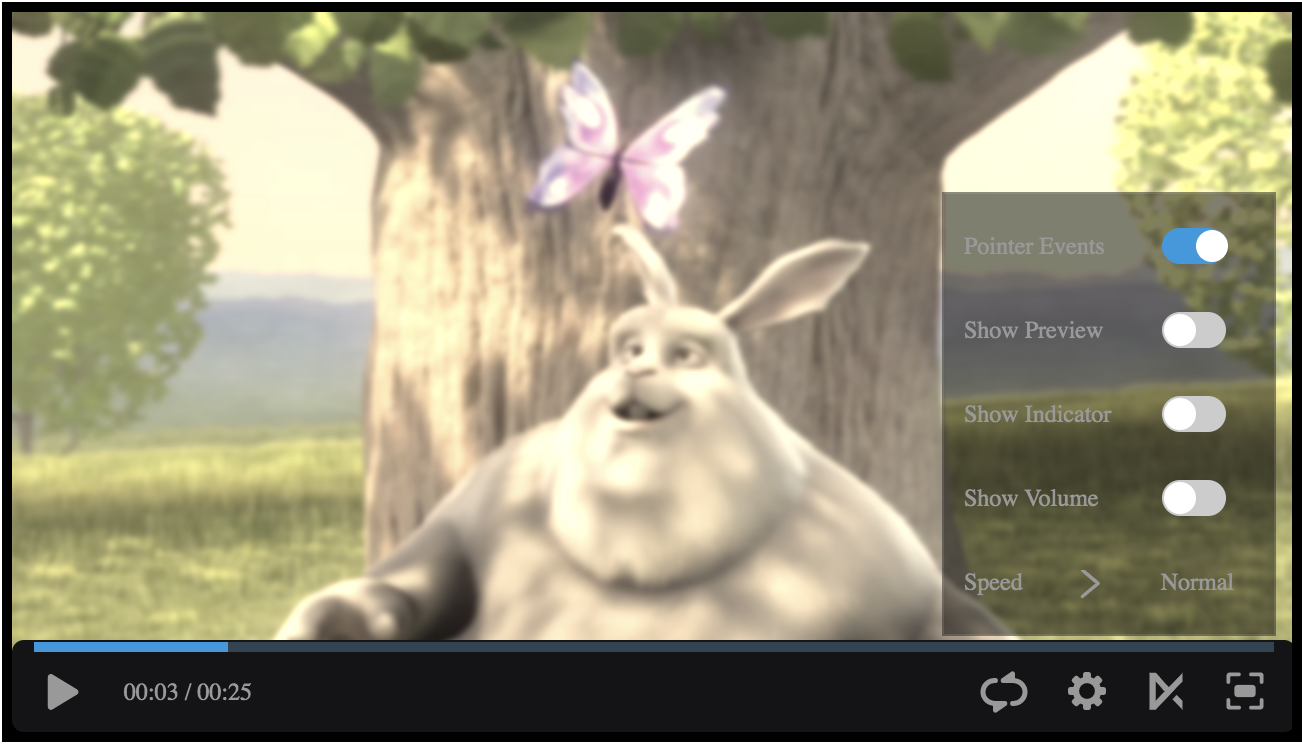 Pointer Events
Show Preview
Show Indicator
Show Volume
Speed Normal
00:03 / 00:25